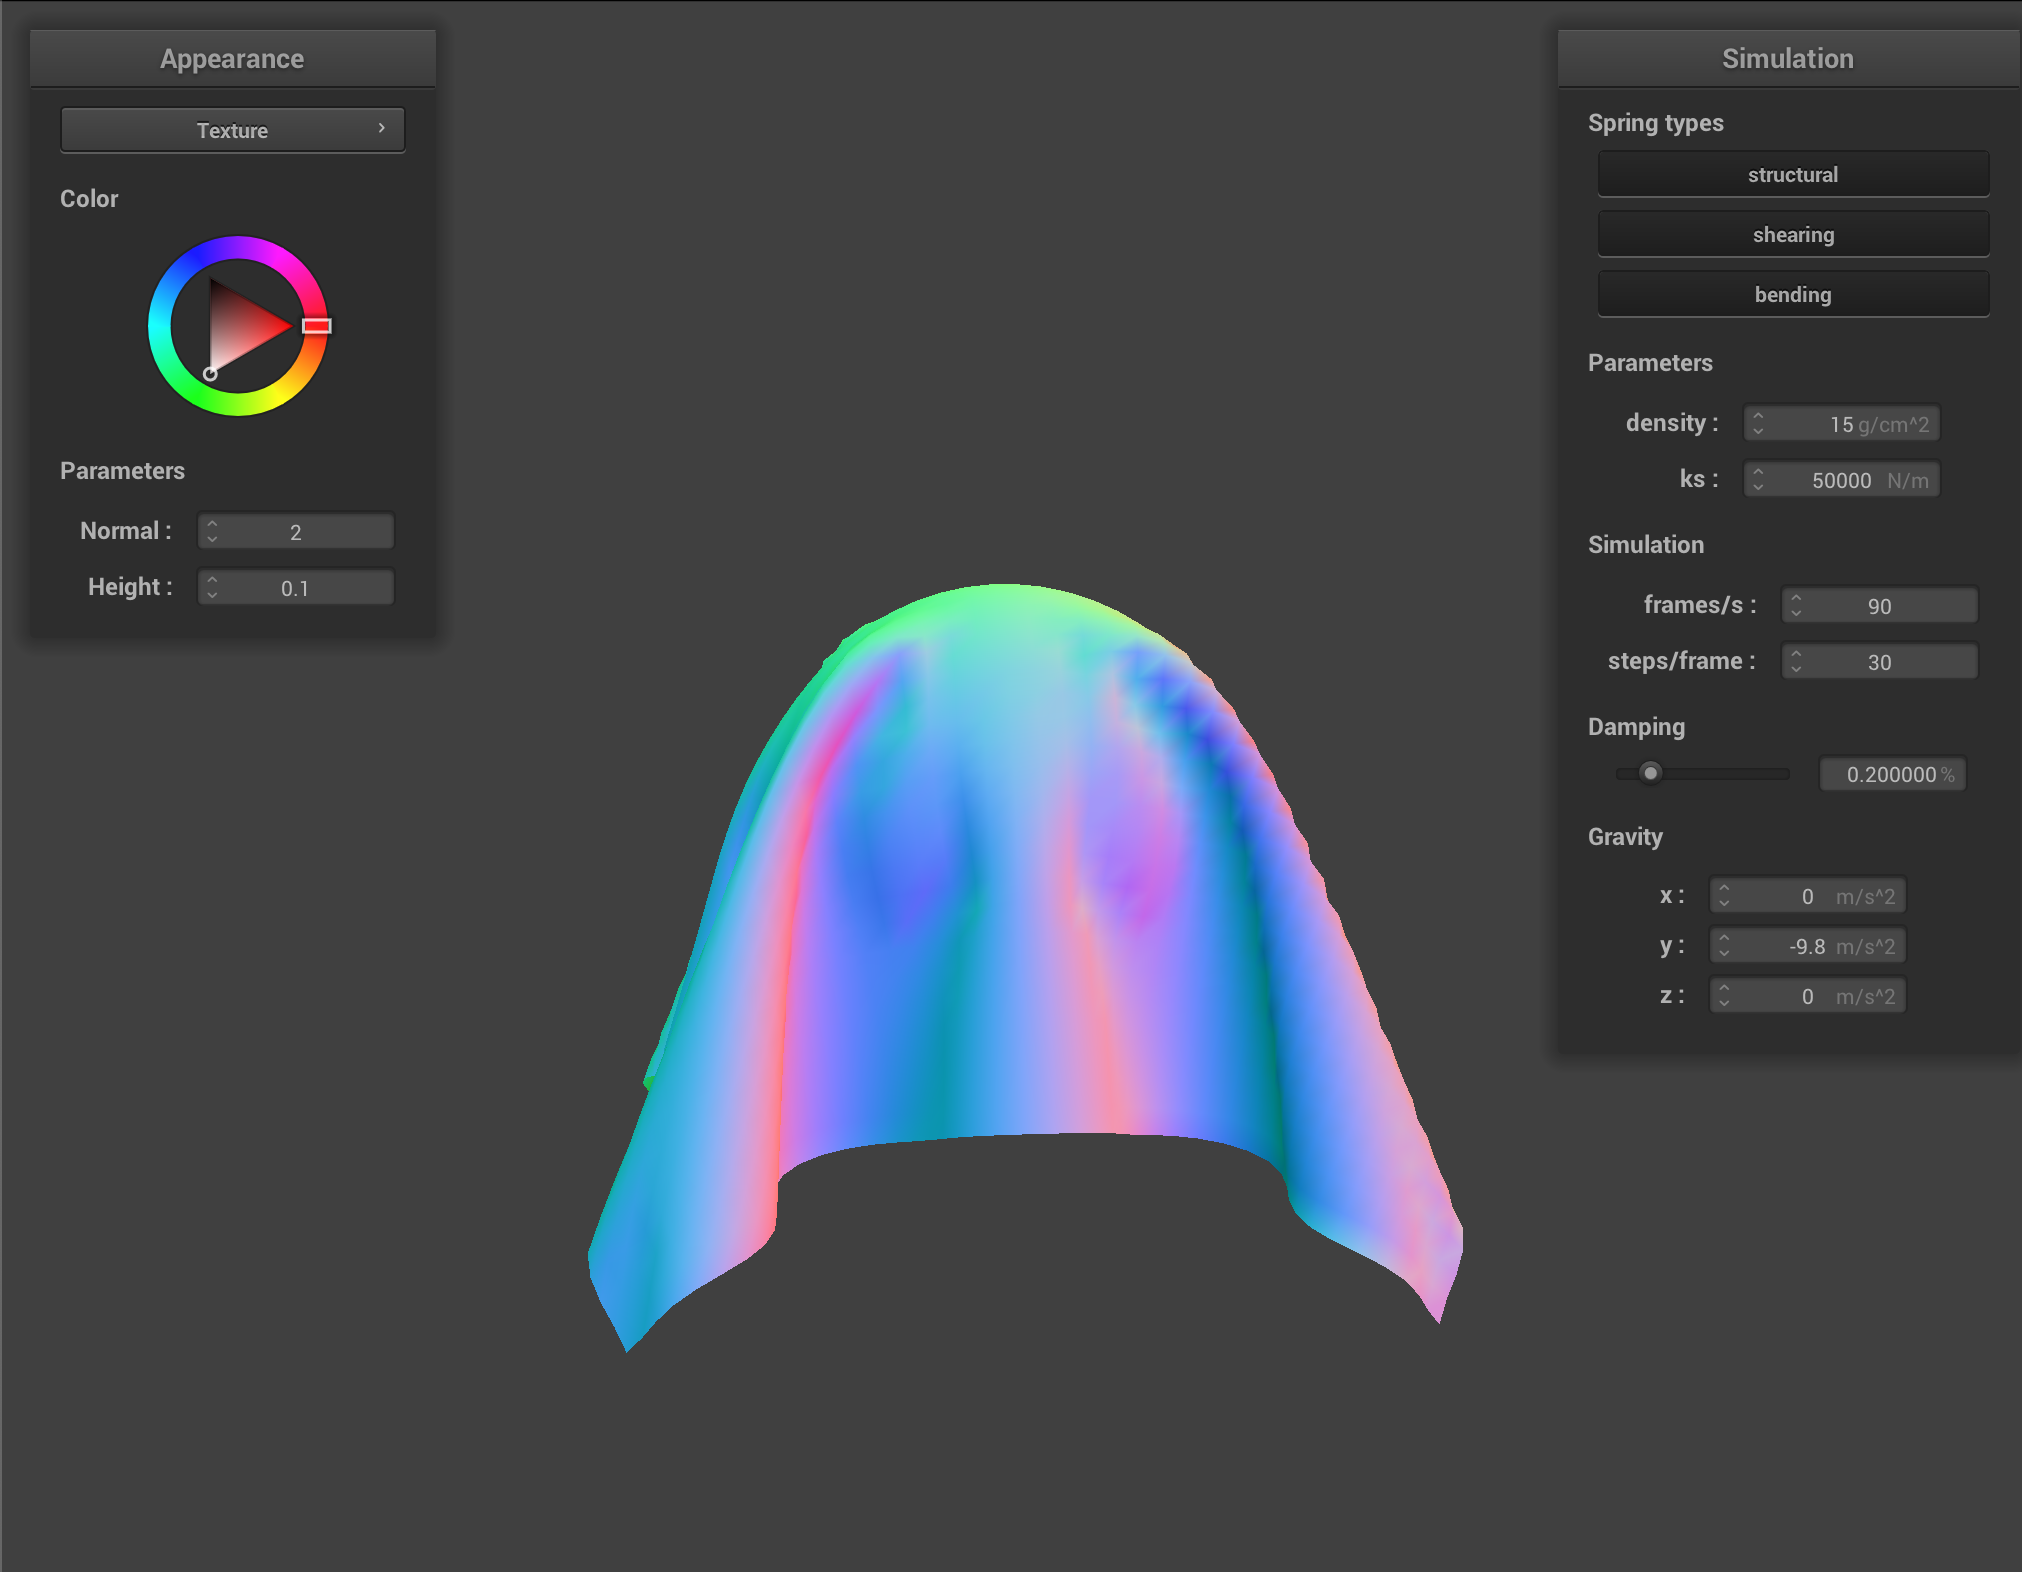 Appearance
Texture
Color
Parameters
Normal : 2
Height : 0.1
Simulation
Spring types
structural
shearing
bending
Parameters
density : 15 g/cm^2
ks : 50000 N/m
Simulation
frames/s : 90
steps/frame : 30
Damping
0.200000 %
Gravity
x : 0 m/s^2
y : -9.8 m/s^2
z : 0 m/s^2